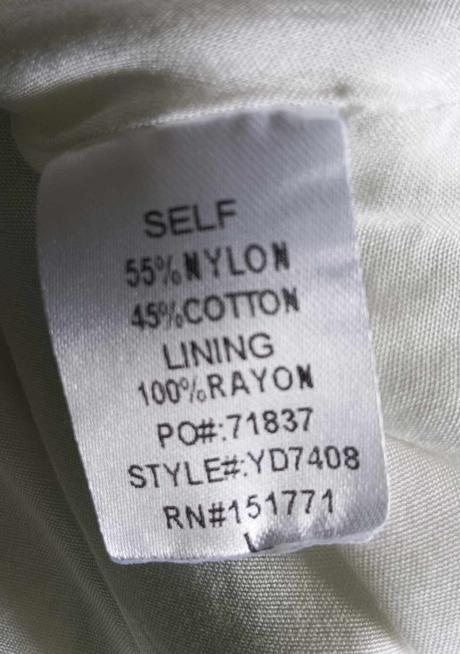 SELF
55%NYLON
45%COTTON
LINING
100%RAYON
PO#:71837
STYLE#:YD7408
RN#151771
L